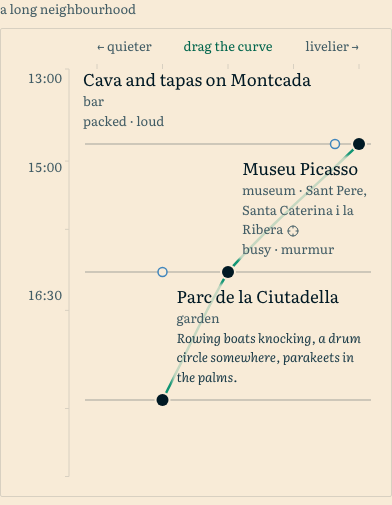 a long neighbourhood
← quieter drag the curve livelier →
13:00
Cava and tapas on Montcada
bar
packed · loud
15:00
Museu Picasso
museum · Sant Pere,
Santa Caterina i la
Ribera
busy · murmur
16:30
Parc de la Ciutadella
garden
Rowing boats knocking, a drum
circle somewhere, parakeets in
the palms.